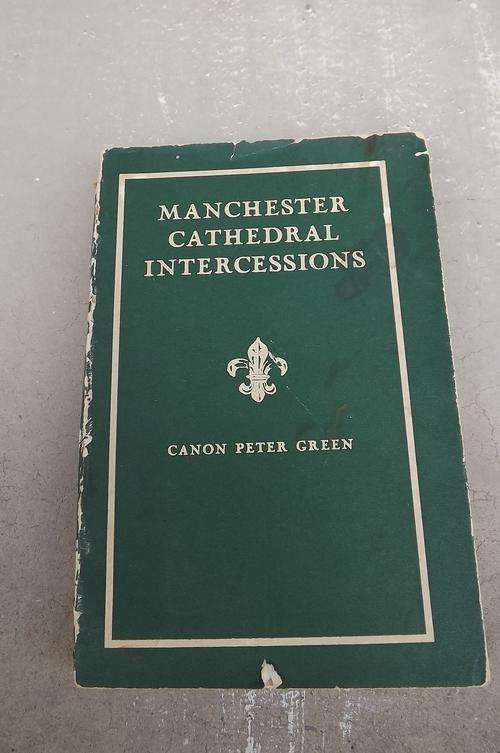 MANCHESTER
CATHEDRAL
INTERCESSIONS
CANON PETER GREEN